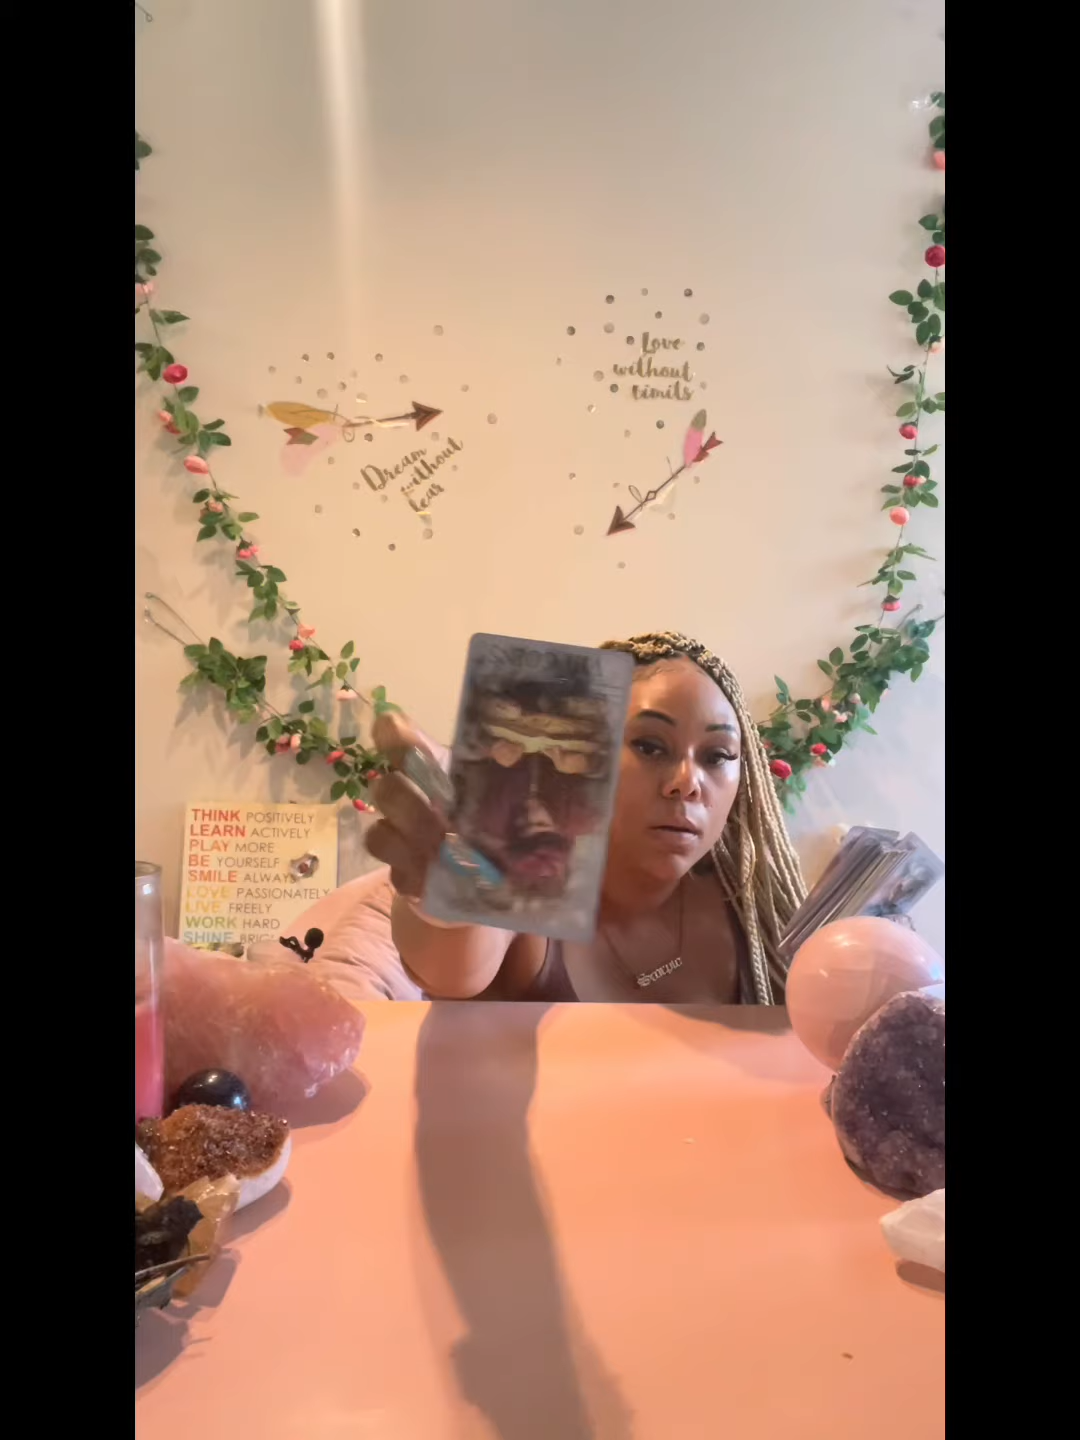 Love
without
Limits
Dream
without
fear
THINK POSITIVELY
LEARN ACTIVELY
PLAY MORE
BE YOURSELF
SMILE ALWAYS
LOVE PASSIONATELY
LIVE FREELY
WORK HARD
SHINE
Scorpio